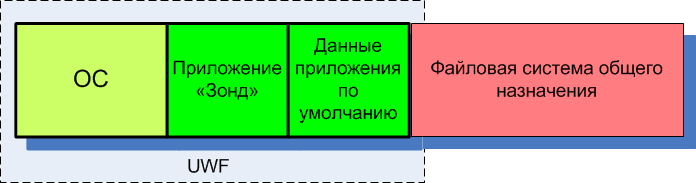 ОС
Приложение
«Зонд»
Данные
приложения
по
умолчанию
Файловая система общего
назначения
UWF